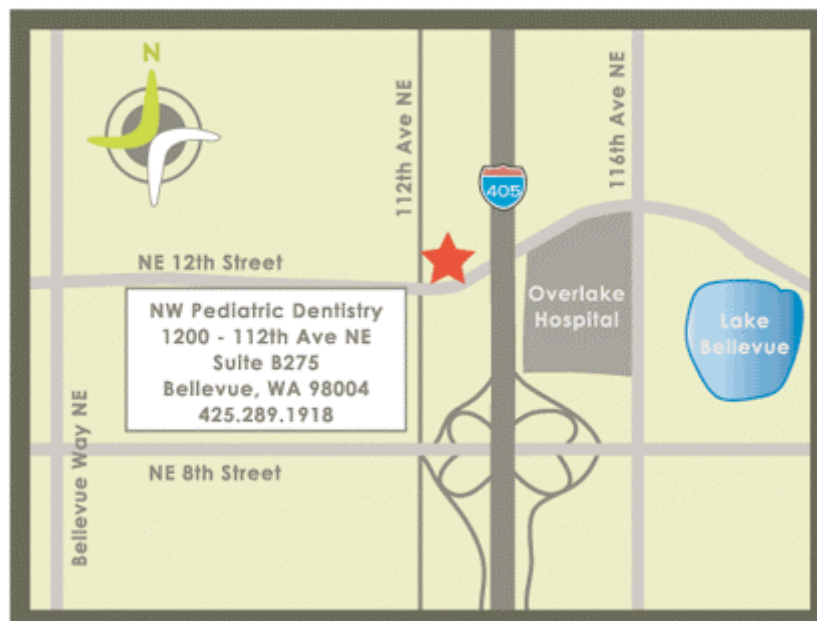 N
112th Ave NE
116th Ave NE
405
NE 12th Street
NW Pediatric Dentistry
1200 - 112th Ave NE
Suite B275
Bellevue, WA 98004
425.289.1918
Overlake
Hospital
Lake
Bellevue
Bellevue Way NE
NE 8th Street